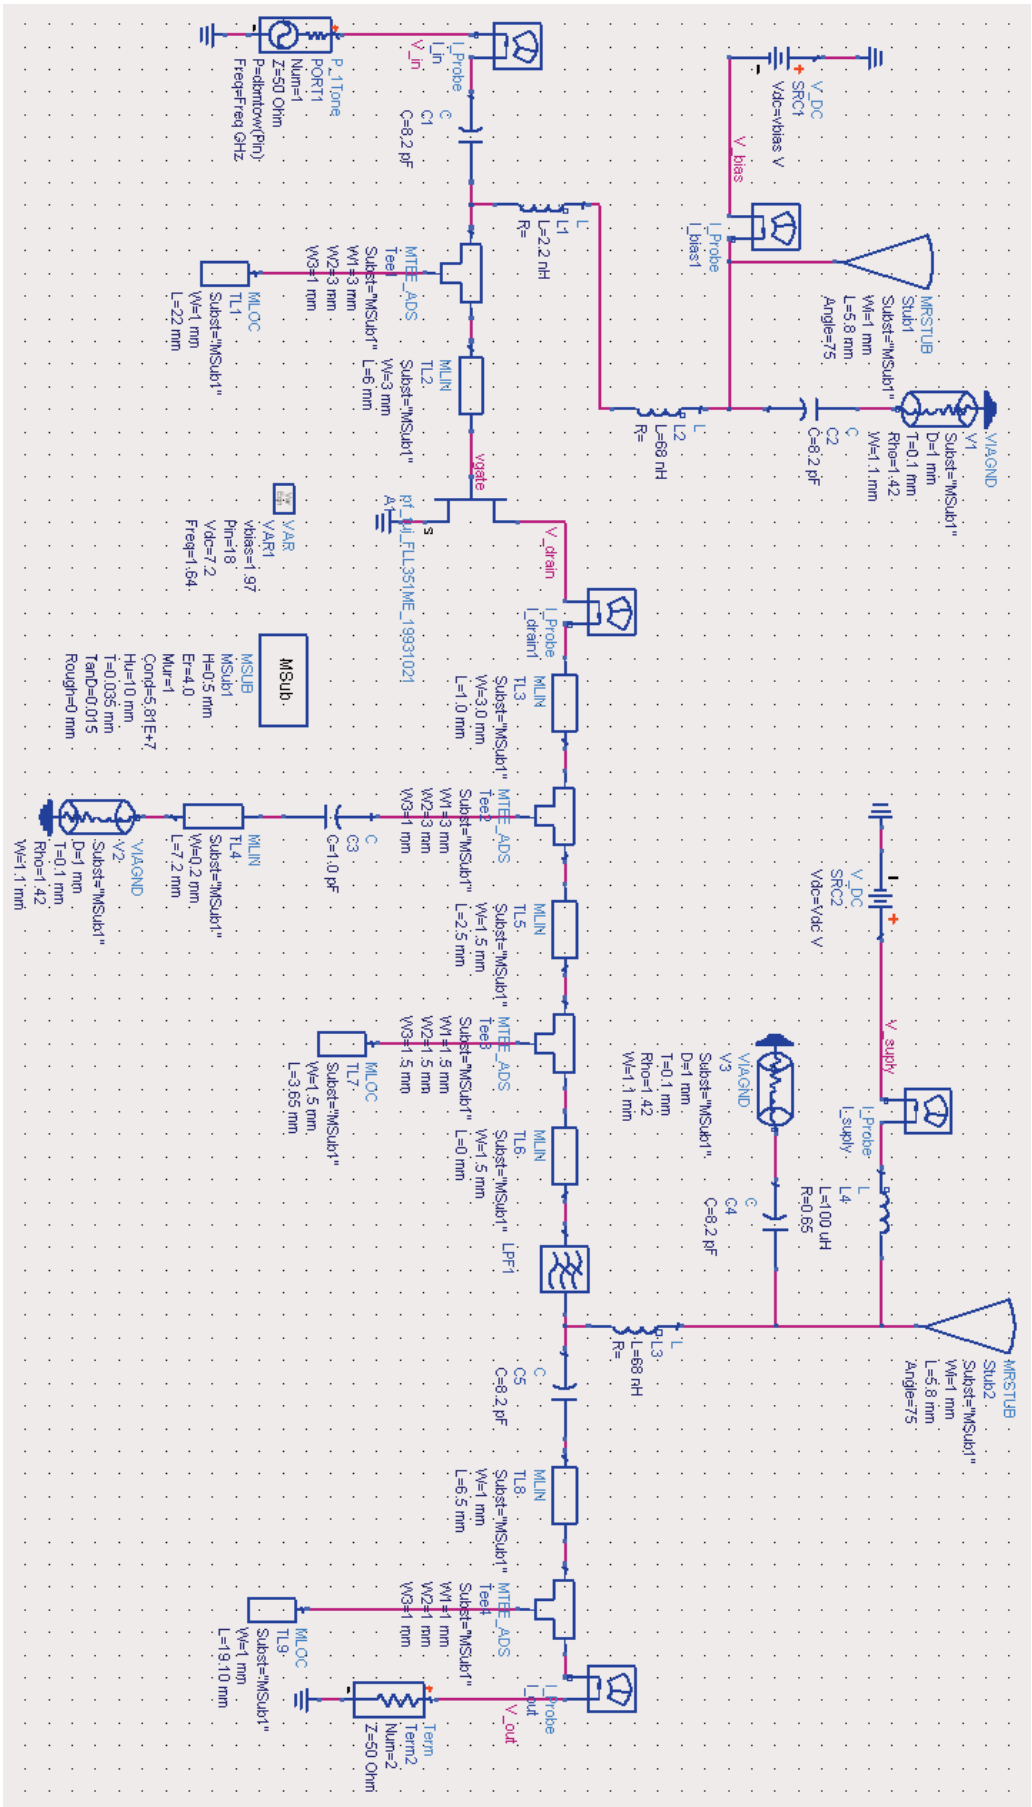 V_DC
SRC1
Vdc=vbias V
V_bias
I_Probe
I_bias1
MRSTUB
Stub1
Subst="MSub1"
Wi=1 mm
L=5.8 mm
Angle=75
VIAGND
V1
Subst="MSub1"
D=1 mm
T=0.1 mm
Rho=1.42
W=1.1 mm
C
C2
C=8.2 pF
L
L2
L=68 nH
R=
L
L1
L=2.2 nH
R=
I_Probe
I_in
V_in
P_1Tone
PORT1
Num=1
Z=50 Ohm
P=dbmtow(Pin)
Freq=Freq GHz
C
C1
C=8.2 pF
MTEE_ADS
Tee1
Subst="MSub1"
W1=3 mm
W2=3 mm
W3=1 mm
MLOC
TL1
Subst="MSub1"
W=1 mm
L=22 mm
MLIN
TL2
Subst="MSub1"
W=3 mm
L=6 mm
vgate
S
pf_fuj_FLL351ME_19931021
A1
V_drain
I_Probe
I_drain1
VAR
VAR1
vbias=1.97
Pin=18
Vdc=7.2
Freq=1.64
MSub
MSUB
MSub1
H=0.5 mm
Er=4.0
Mur=1
Cond=5.81E+7
Hu=10 mm
T=0.035 mm
TanD=0.015
Rough=0 mm
MLIN
TL3
Subst="MSub1"
W=3.0 mm
L=1.0 mm
MTEE_ADS
Tee2
Subst="MSub1"
W1=3 mm
W2=3 mm
W3=1 mm
C
C3
C=1.0 pF
MLIN
TL4
Subst="MSub1"
W=0.2 mm
L=7.2 mm
VIAGND
V2
Subst="MSub1"
D=1 mm
T=0.1 mm
Rho=1.42
W=1.1 mm
MLIN
TL5
Subst="MSub1"
W=1.5 mm
L=2.5 mm
MTEE_ADS
Tee3
Subst="MSub1"
W1=1.5 mm
W2=1.5 mm
W3=1.5 mm
MLOC
TL7
Subst="MSub1"
W=1.5 mm
L=3.65 mm
MLIN
TL6
Subst="MSub1"
W=1.5 mm
L=0 mm
LPF1
V_DC
SRC2
Vdc=Vdc V
V_suply
I_Probe
I_suply
L
L4
L=100 uH
R=0.65
VIAGND
V3
Subst="MSub1"
D=1 mm
T=0.1 mm
Rho=1.42
W=1.1 mm
C
C4
C=8.2 pF
MRSTUB
Stub2
Subst="MSub1"
Wi=1 mm
L=5.8 mm
Angle=75
L
L3
L=68 nH
R=
C
C5
C=8.2 pF
MLIN
TL8
Subst="MSub1"
W=1 mm
L=6.5 mm
MTEE_ADS
Tee4
Subst="MSub1"
W1=1 mm
W2=1 mm
W3=1 mm
MLOC
TL9
Subst="MSub1"
W=1 mm
L=19.10 mm
I_Probe
I_out
V_out
Term
Term2
Num=2
Z=50 Ohm